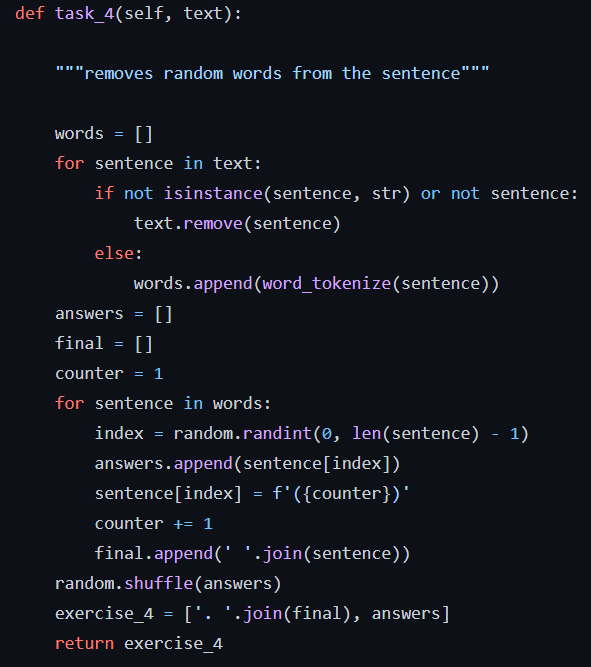 def task_4(self, text):
    """removes random words from the sentence"""
    words = []
    for sentence in text:
        if not isinstance(sentence, str) or not sentence:
            text.remove(sentence)
        else:
            words.append(word_tokenize(sentence))
    answers = []
    final = []
    counter = 1
    for sentence in words:
        index = random.randint(0, len(sentence) - 1)
        answers.append(sentence[index])
        sentence[index] = f'({counter})'
        counter += 1
        final.append(' '.join(sentence))
    random.shuffle(answers)
    exercise_4 = ['. '.join(final), answers]
    return exercise_4